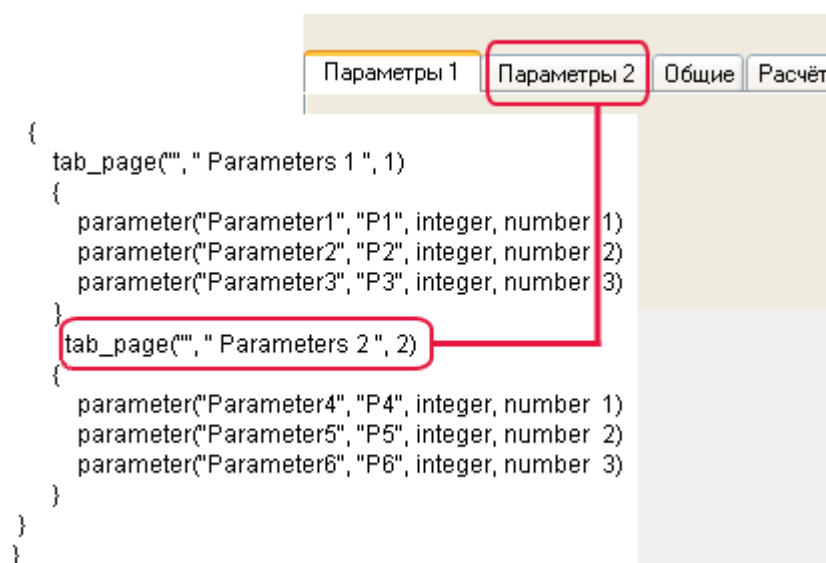 Параметры 1 Параметры 2 Общие Расчёт
{
tab_page("", " Parameters 1 ", 1)
{
parameter("Parameter1", "P1", integer, number 1)
parameter("Parameter2", "P2", integer, number 2)
parameter("Parameter3", "P3", integer, number 3)
}
tab_page("", " Parameters 2 ", 2)
{
parameter("Parameter4", "P4", integer, number 1)
parameter("Parameter5", "P5", integer, number 2)
parameter("Parameter6", "P6", integer, number 3)
}
}
}